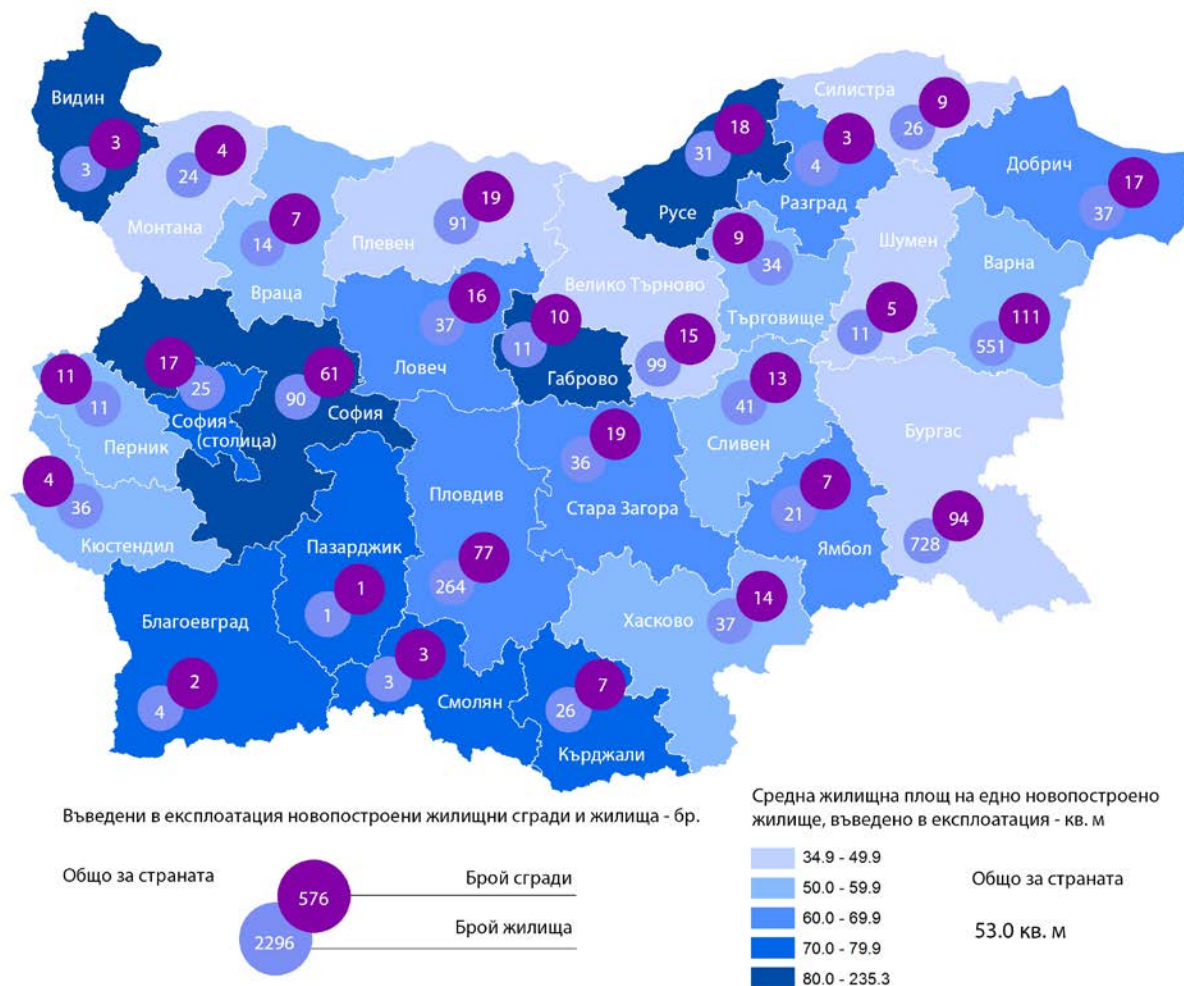 Видин
3
3
Монтана
4
24
Враца
7
14
Плевен
19
91
Велико Търново
15
99
Русе
18
31
Разград
3
4
Силистра
9
26
Добрич
17
37
Шумен
5
11
Варна
111
551
Търговище
9
34
Ловеч
16
37
Габрово
10
11
София
61
90
София
(столица)
17
25
Перник
11
11
Кюстендил
4
36
Сливен
13
41
Бургас
94
728
Ямбол
7
21
Стара Загора
19
36
Пловдив
77
264
Пазарджик
1
1
Благоевград
2
4
Смолян
3
3
Кърджали
7
26
Хасково
14
37
Въведени в експлоатация новопостроени жилищни сгради и жилища - бр.
Общо за страната
576
Брой сгради
2296
Брой жилища
Средна жилищна площ на едно новопостроено
жилище, въведено в експлоатация - кв. м
34.9 - 49.9
50.0 - 59.9
60.0 - 69.9
70.0 - 79.9
80.0 - 235.3
Общо за страната
53.0 кв. м